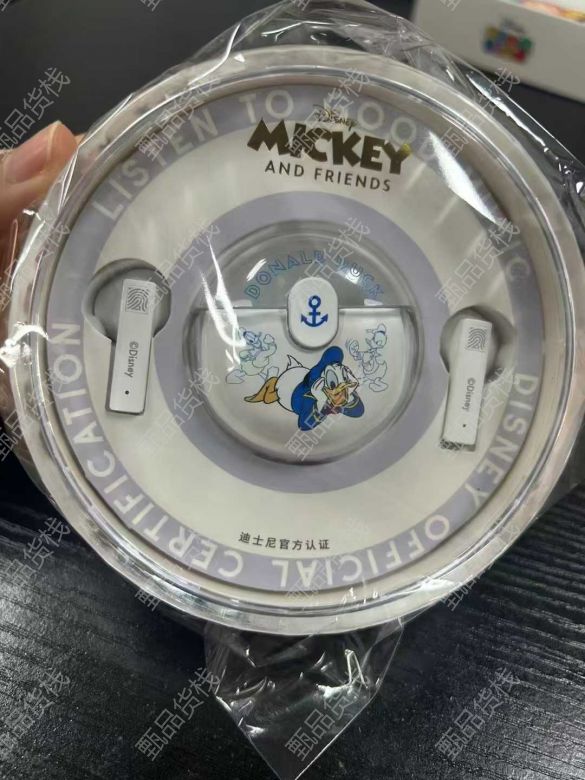 Disney
MICKEY
AND FRIENDS
LISTEN TO GOOD
DONALD DUCK
©Disney
©Disney
迪士尼官方认证
DISNEY OFFICIAL CERTIFICATION
甄品货栈